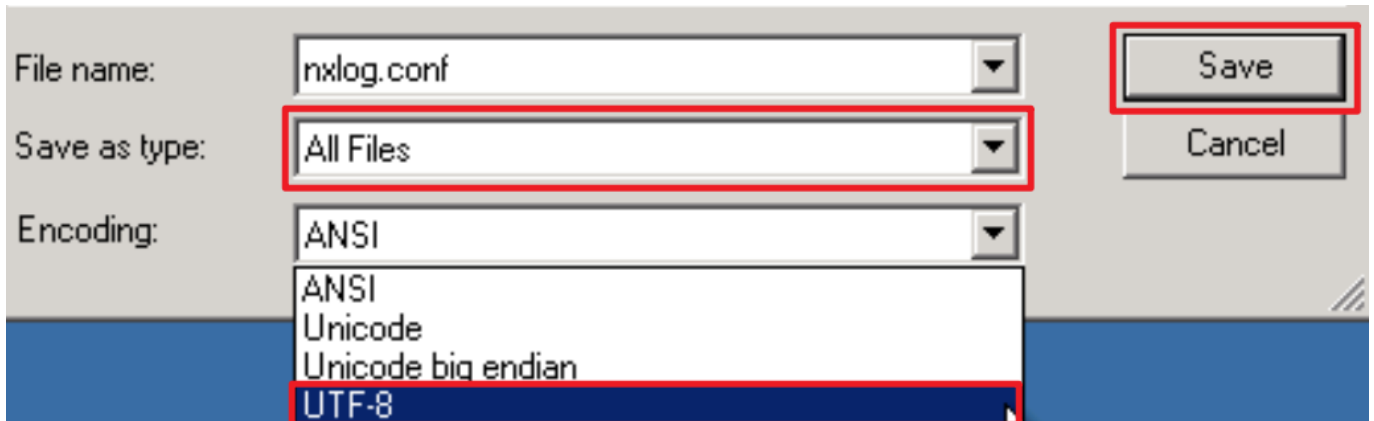 File name: nxlog.conf Save
Save as type: All Files Cancel
Encoding: ANSI
ANSI
Unicode
Unicode big endian
UTF-8